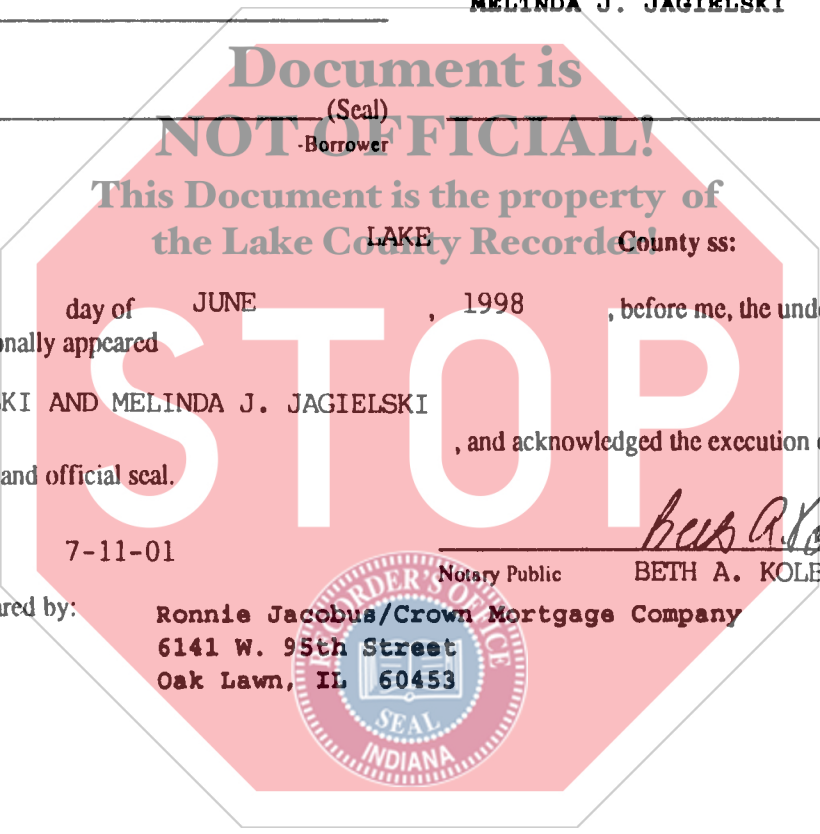 MELINDA J. JAGIELSKI
Document is
(Seal)
NOT OFFICIAL!
-Borrower
This Document is the property of
the Lake County Recorder!
LAKE County ss:
day of JUNE , 1998 , before me, the und
onally appeared
STOP
KI AND MELINDA J. JAGIELSKI
, and acknowledged the execution
and official seal.
7-11-01
Notary Public BETH A. KOLB
ared by: Ronnie Jacobus/Crown Mortgage Company
6141 W. 95th Street
Oak Lawn, IL 60453
RECORDER'S OFFICE
SEAL
INDIANA